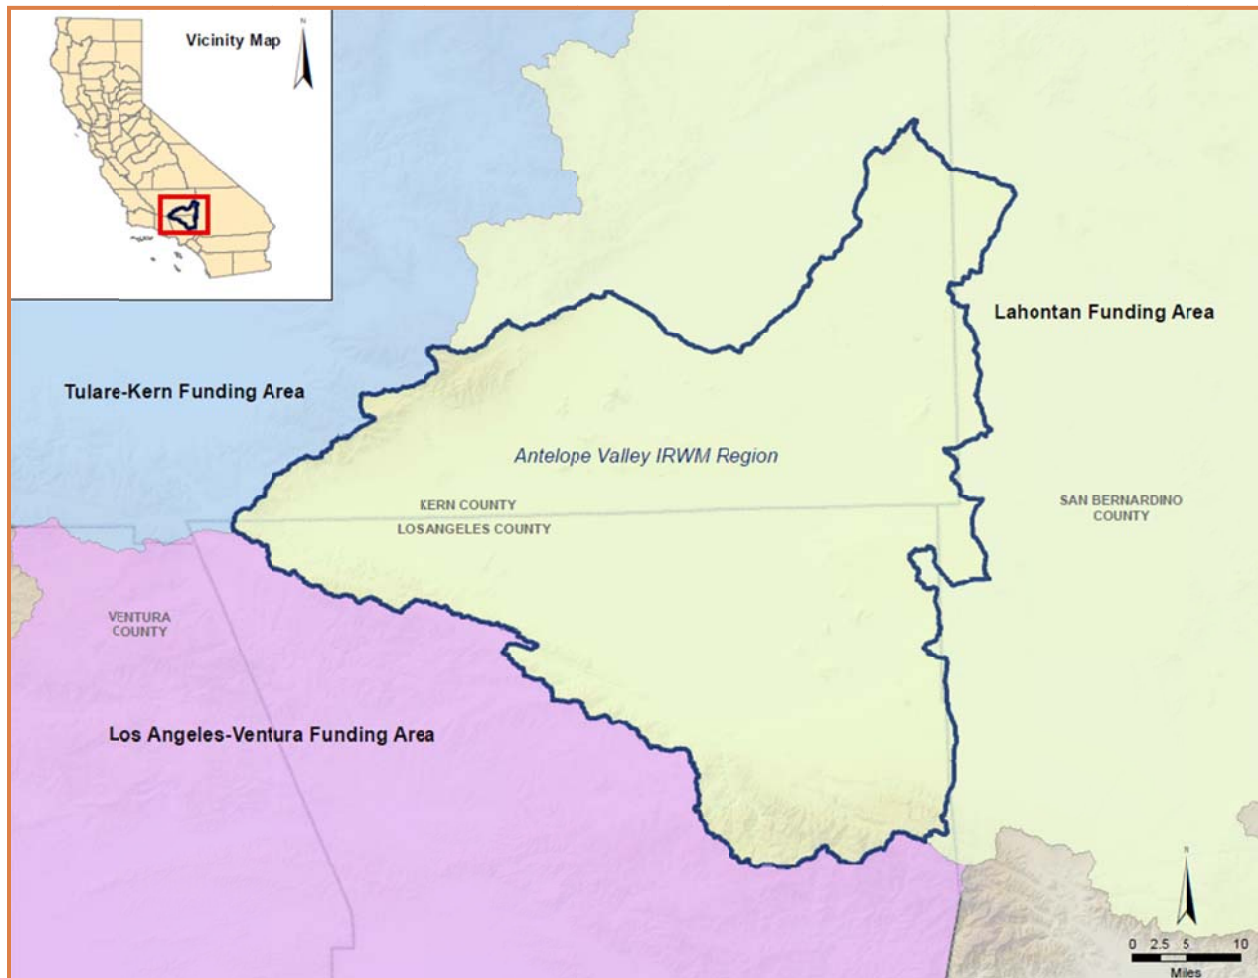 N
Vicinity Map
Lahontan Funding Area
Tulare-Kern Funding Area
Antelope Valley IRWM Region
KERN COUNTY
LOSANGELES COUNTY
SAN BERNARDINO
COUNTY
VENTURA
COUNTY
Los Angeles-Ventura Funding Area
N
0 2.5 5 10
Miles